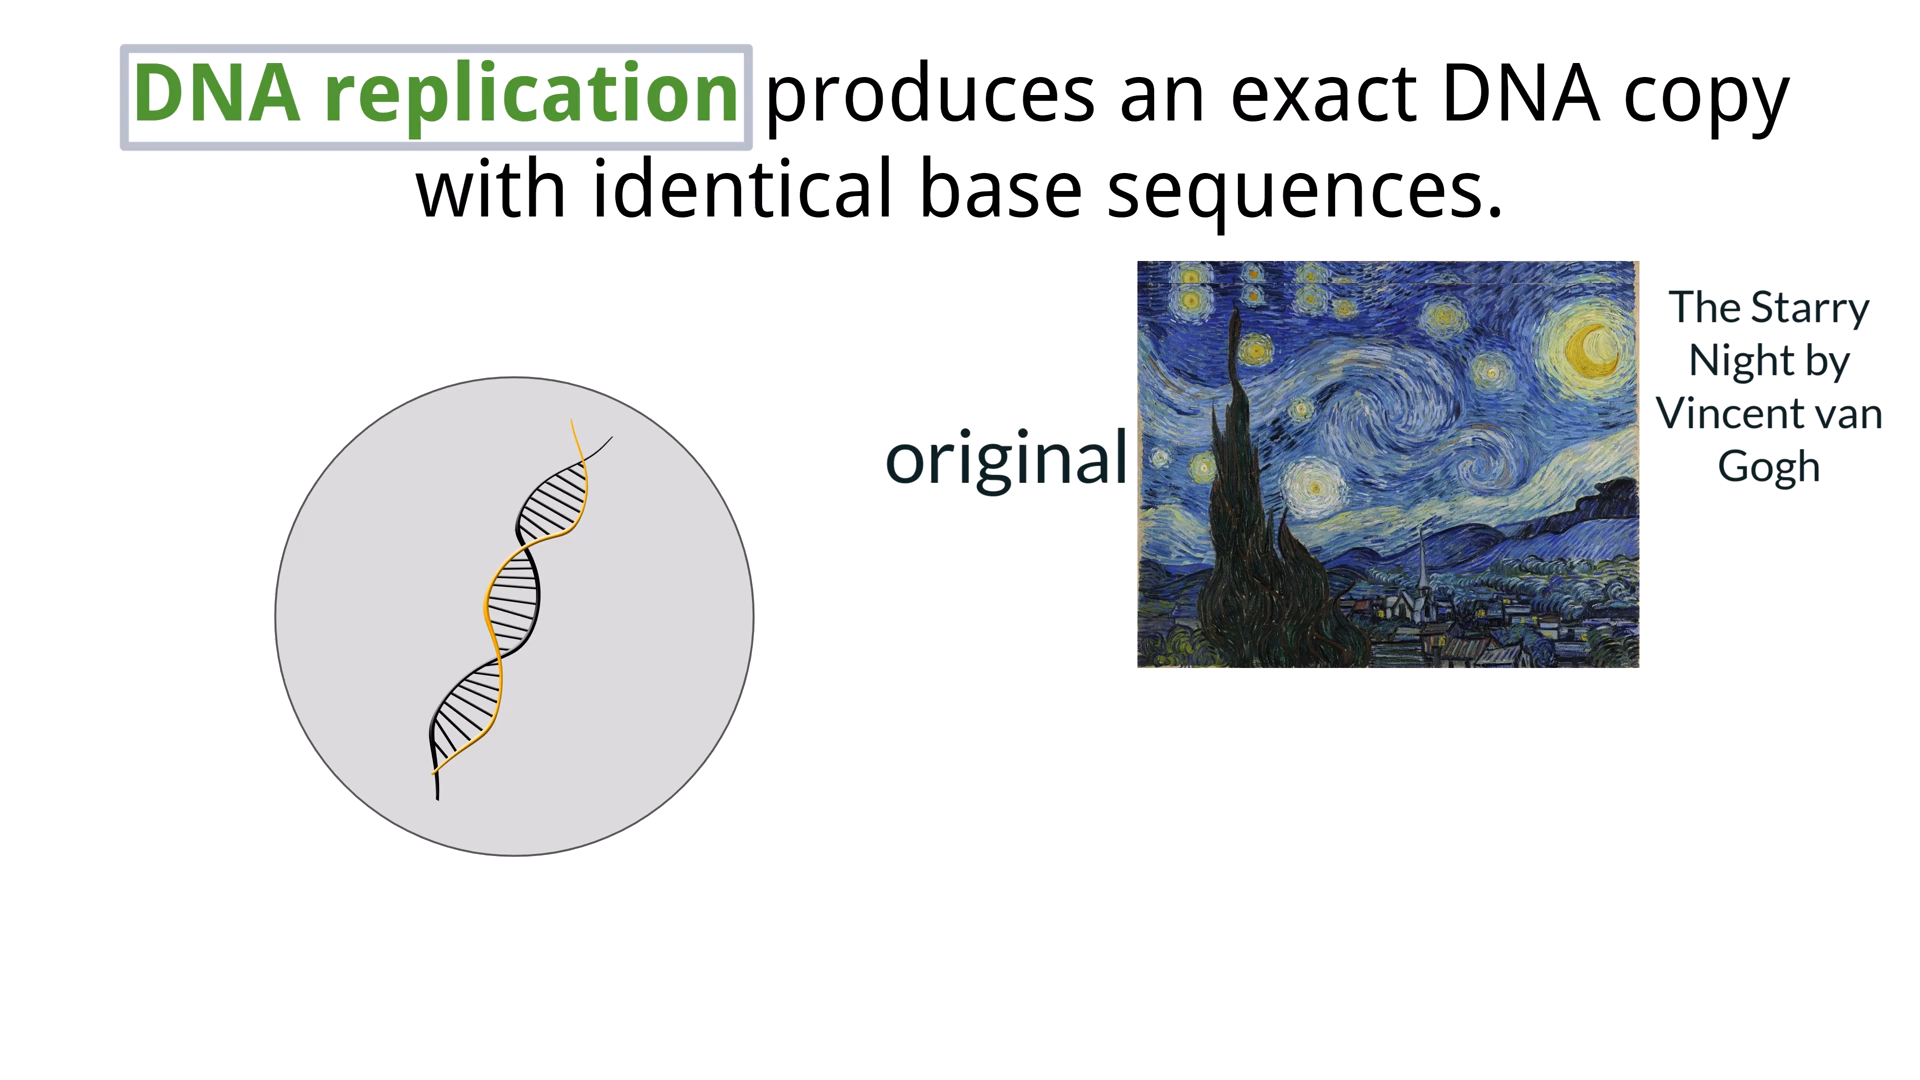 DNA replication produces an exact DNA copy
with identical base sequences.
original
The Starry
Night by
Vincent van
Gogh